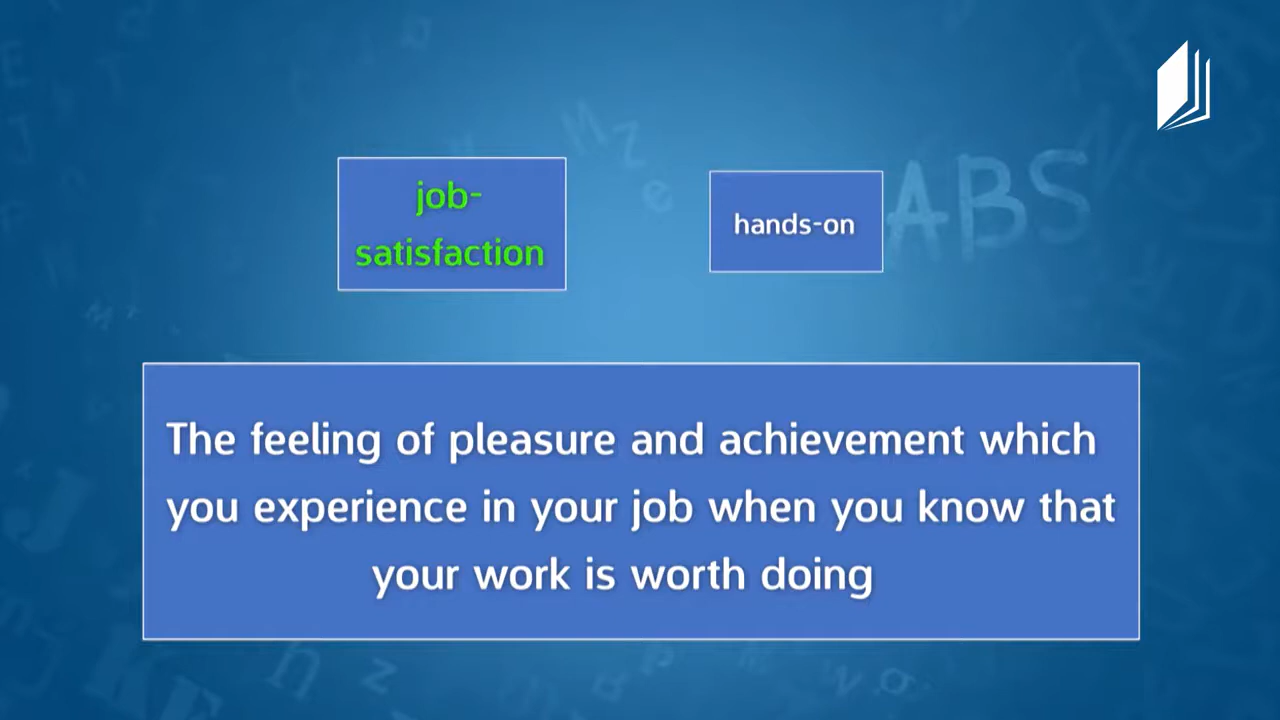 job-
satisfaction
hands-on
ABS
The feeling of pleasure and achievement which
you experience in your job when you know that
your work is worth doing